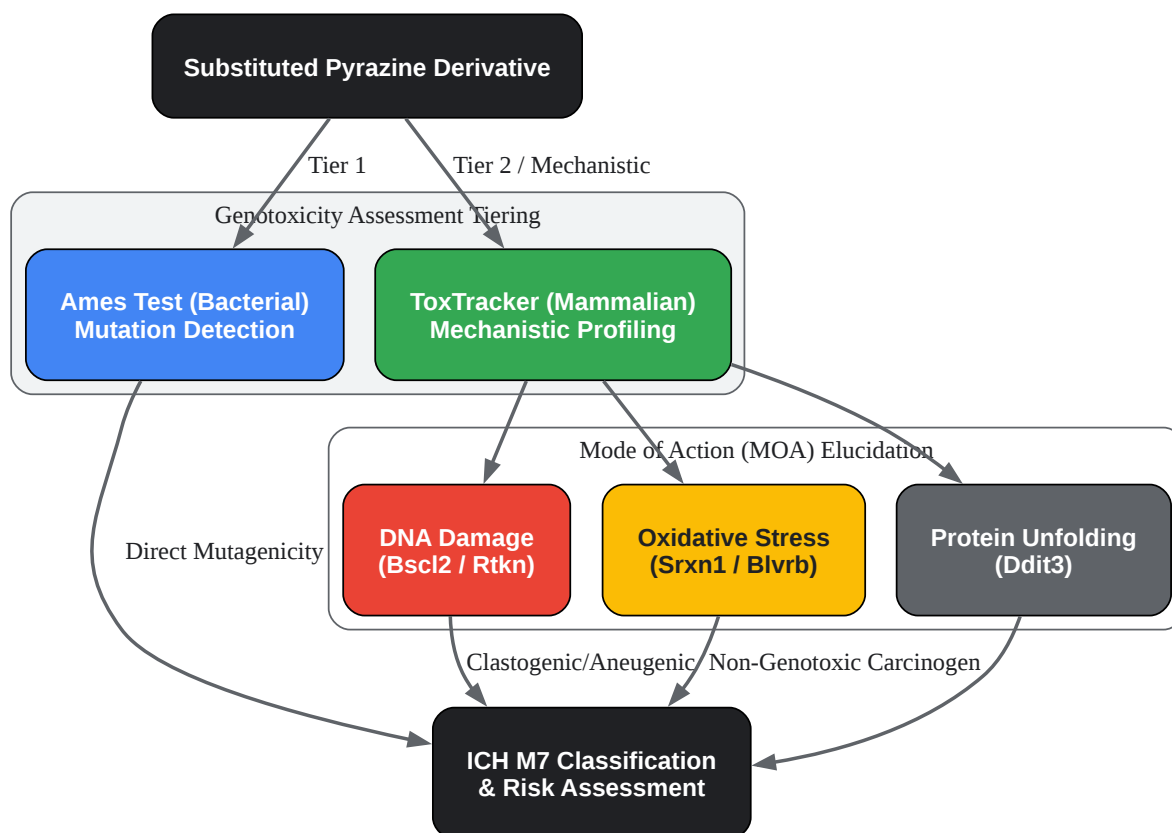 Substituted Pyrazine Derivative
Tier 1
Tier 2 / Mechanistic
Genotoxicity Assessment Tiering
Ames Test (Bacterial)
Mutation Detection
ToxTracker (Mammalian)
Mechanistic Profiling
Mode of Action (MOA) Elucidation
Direct Mutagenicity
DNA Damage
(Bscl2 / Rtkn)
Oxidative Stress
(Srxn1 / Blvrb)
Protein Unfolding
(Ddit3)
Clastogenic/Aneugenic
Non-Genotoxic Carcinogen
ICH M7 Classification
& Risk Assessment